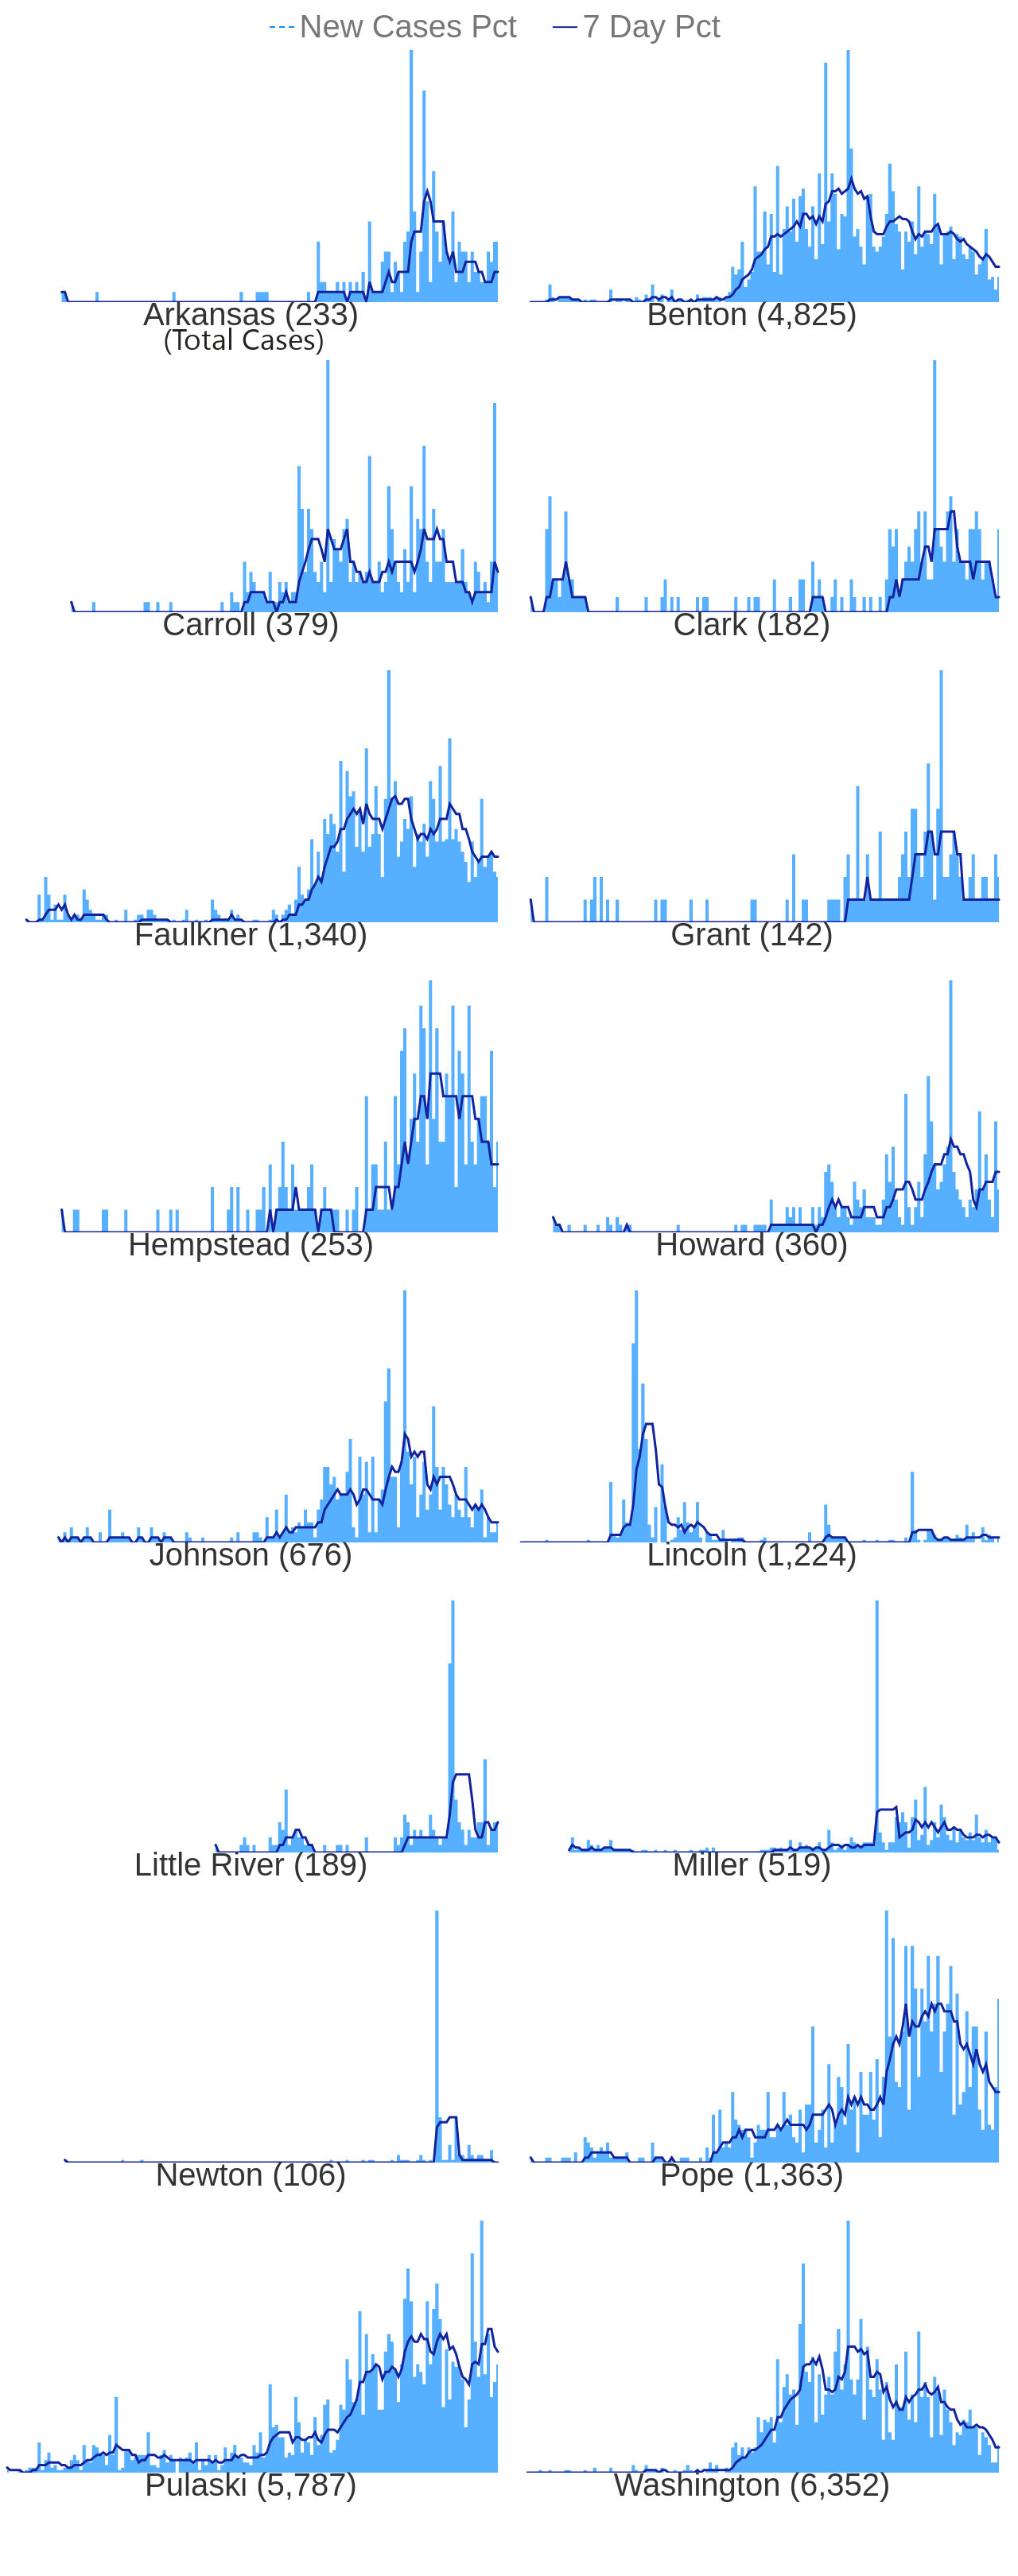 New Cases Pct 7 Day Pct
Arkansas (233) Benton (4,825)
(Total Cases)
Carroll (379) Clark (182)
Faulkner (1,340) Grant (142)
Hempstead (253) Howard (360)
Johnson (676) Lincoln (1,224)
Little River (189) Miller (519)
Newton (106) Pope (1,363)
Pulaski (5,787) Washington (6,352)